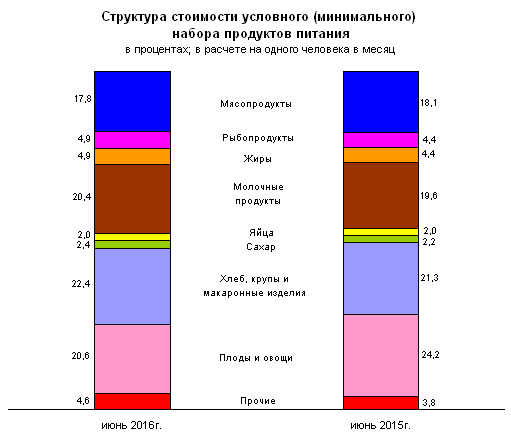 Структура стоимости условного (минимального)
набора продуктов питания
в процентах; в расчете на одного человека в месяц
17,8 Мясопродукты 18,1
4,9 Рыбопродукты 4,4
4,9 Жиры 4,4
20,4 Молочные 19,6
продукты
2,0 Яйца 2,0
2,4 Сахар 2,2
22,4 Хлеб, крупы и 21,3
макаронные изделия
20,6 Плоды и овощи 24,2
4,6 Прочие 3,8
июнь 2016г. июнь 2015г.